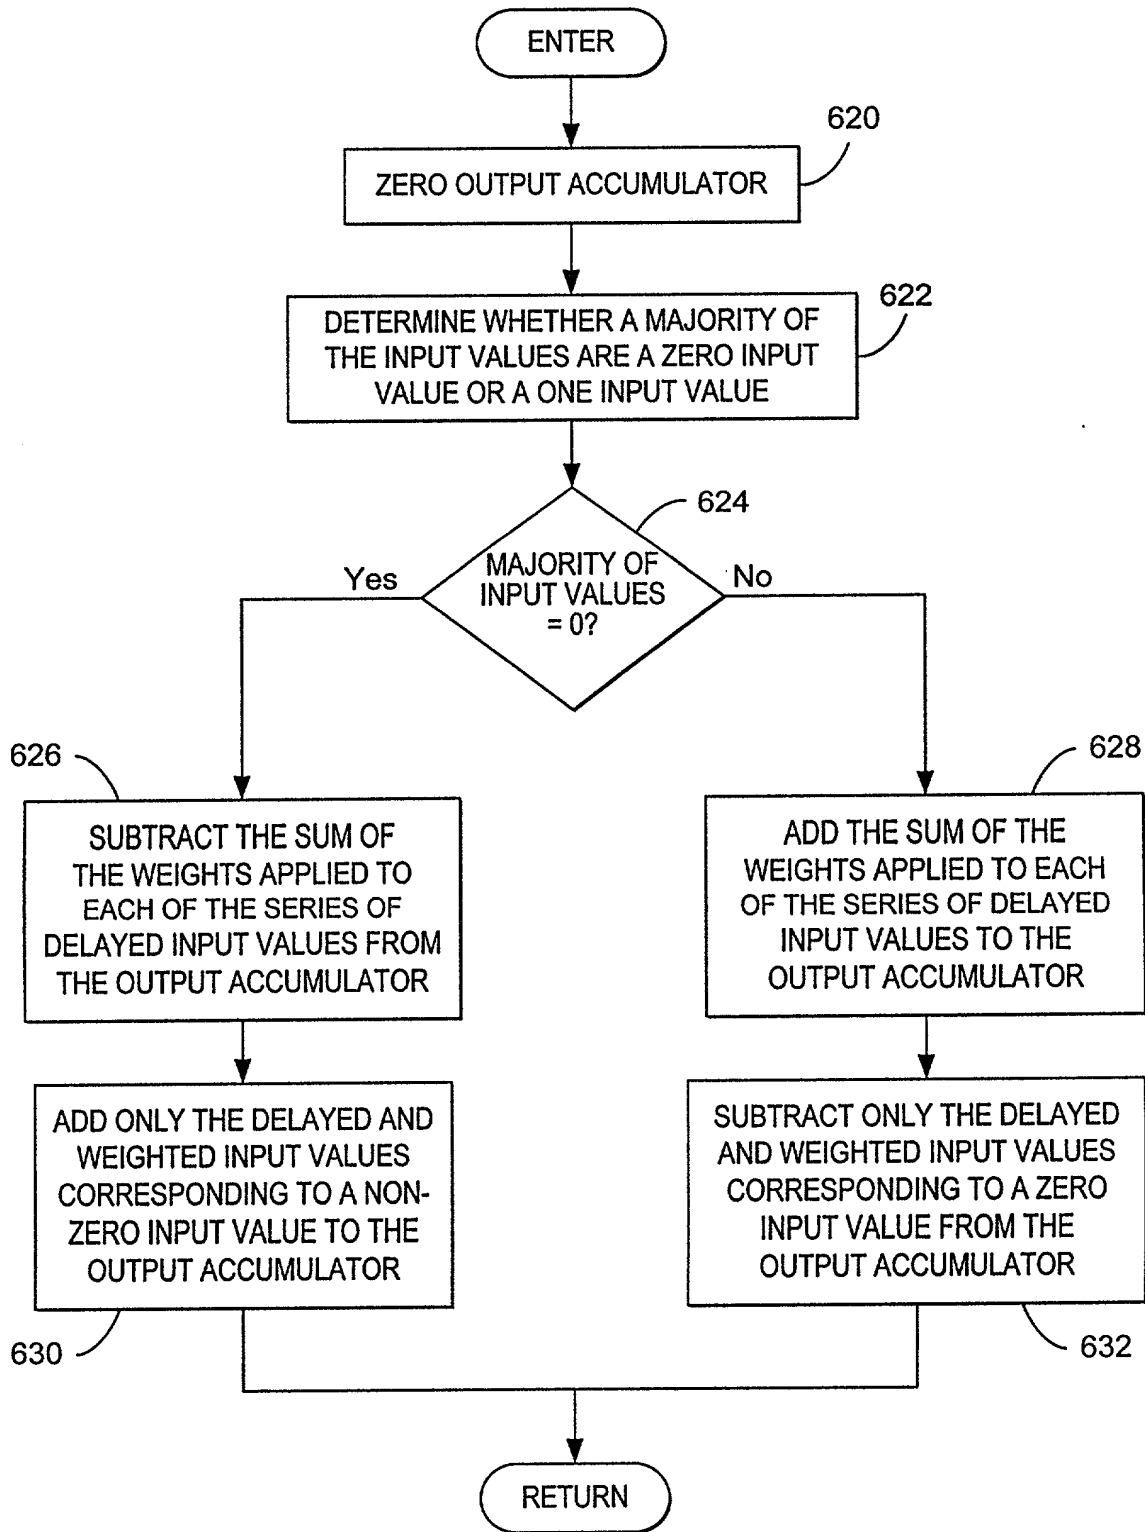 ENTER
620
ZERO OUTPUT ACCUMULATOR
622
DETERMINE WHETHER A MAJORITY OF
THE INPUT VALUES ARE A ZERO INPUT
VALUE OR A ONE INPUT VALUE
624
MAJORITY OF
INPUT VALUES
= 0?
Yes
No
626
SUBTRACT THE SUM OF
THE WEIGHTS APPLIED TO
EACH OF THE SERIES OF
DELAYED INPUT VALUES FROM
THE OUTPUT ACCUMULATOR
628
ADD THE SUM OF THE
WEIGHTS APPLIED TO EACH
OF THE SERIES OF DELAYED
INPUT VALUES TO THE
OUTPUT ACCUMULATOR
ADD ONLY THE DELAYED AND
WEIGHTED INPUT VALUES
CORRESPONDING TO A NON-
ZERO INPUT VALUE TO THE
OUTPUT ACCUMULATOR
630
SUBTRACT ONLY THE DELAYED
AND WEIGHTED INPUT VALUES
CORRESPONDING TO A ZERO
INPUT VALUE FROM THE
OUTPUT ACCUMULATOR
632
RETURN